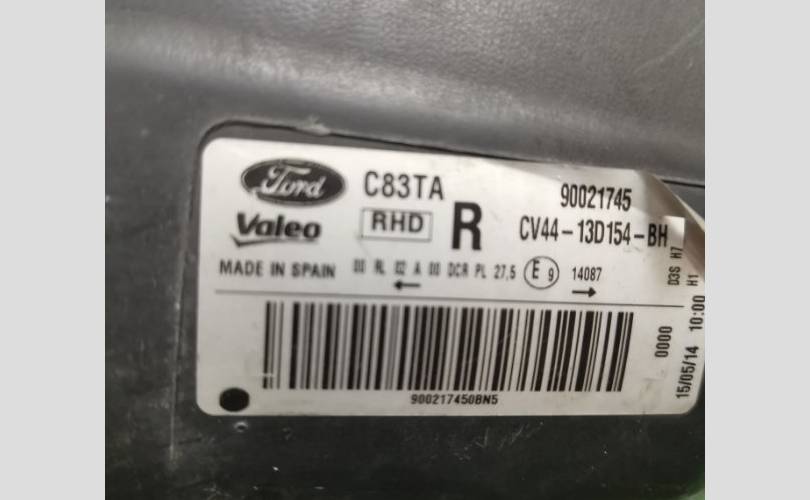 Ford C83TA 90021745
Valeo RHD R CV44-13D154-BH
MADE IN SPAIN 00 RL 02 A 00 DCR PL 27,5 E9 14087
← →
D3S H7
H1
0000
15/05/14 10:00
900217450BN5